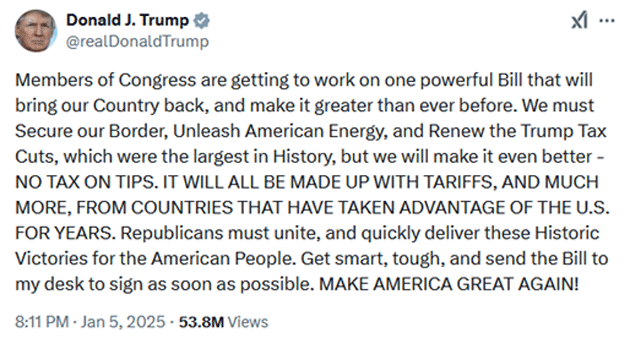 Donald J. Trump
@realDonaldTrump
Members of Congress are getting to work on one powerful Bill that will
bring our Country back, and make it greater than ever before. We must
Secure our Border, Unleash American Energy, and Renew the Trump Tax
Cuts, which were the largest in History, but we will make it even better -
NO TAX ON TIPS. IT WILL ALL BE MADE UP WITH TARIFFS, AND MUCH
MORE, FROM COUNTRIES THAT HAVE TAKEN ADVANTAGE OF THE U.S.
FOR YEARS. Republicans must unite, and quickly deliver these Historic
Victories for the American People. Get smart, tough, and send the Bill to
my desk to sign as soon as possible. MAKE AMERICA GREAT AGAIN!
8:11 PM · Jan 5, 2025 · 53.8M Views